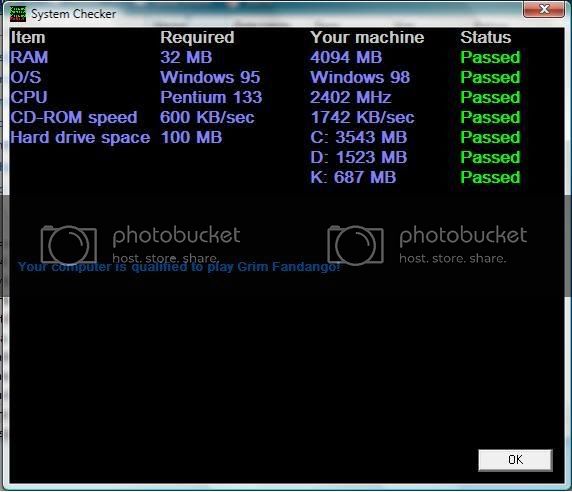 System Checker
Item Required Your machine Status
RAM 32 MB 4094 MB Passed
O/S Windows 95 Windows 98 Passed
CPU Pentium 133 2402 MHz Passed
CD-ROM speed 600 KB/sec 1742 KB/sec Passed
Hard drive space 100 MB C: 3543 MB Passed
D: 1523 MB Passed
K: 687 MB Passed
photobucket photobucket
host. store. share. host. store. share.
Your computer is qualified to play Grim Fandango!
OK